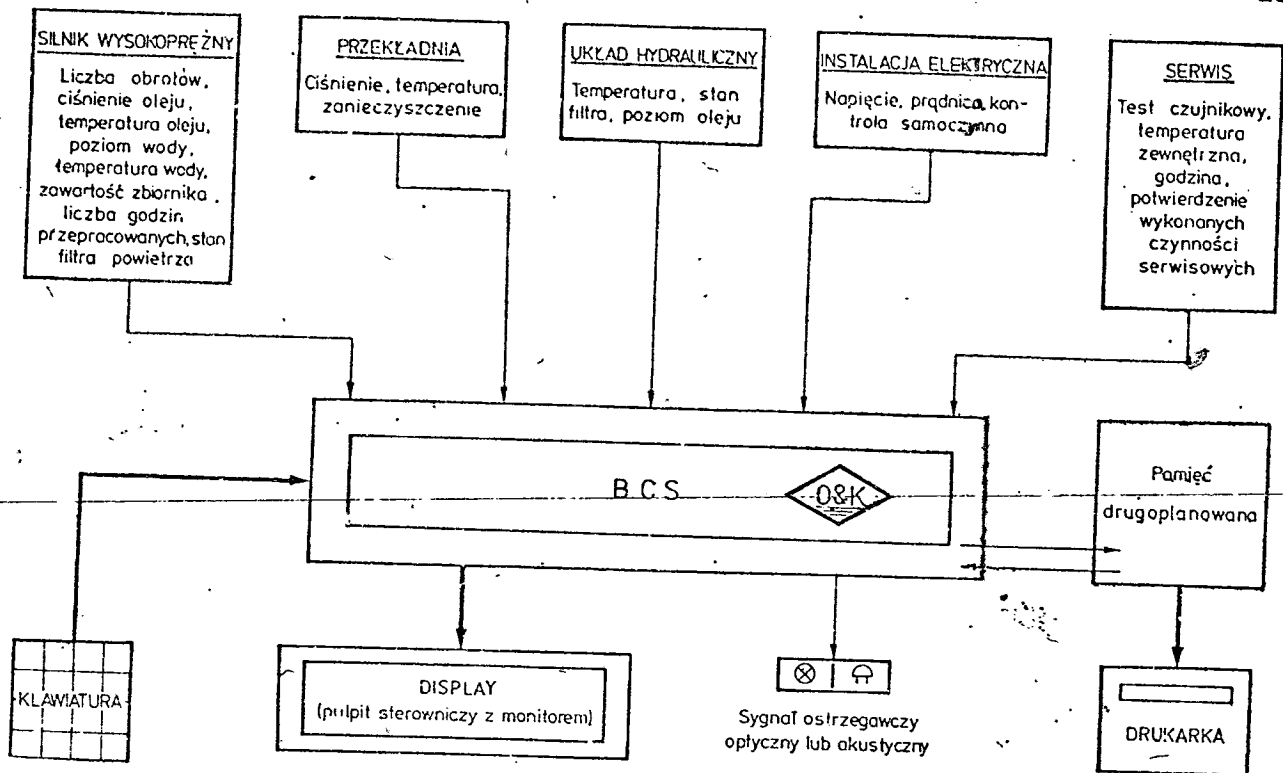 SILNIK WYSOKOPRĘŻNY
Liczba obrotów,
ciśnienie oleju,
temperatura oleju,
poziom wody,
temperatura wody,
zawartość zbiornika,
liczba godzin
przepracowanych, stan
filtra powietrza
PRZEKŁADNIA
Ciśnienie, temperatura,
zanieczyszczenie
UKŁAD HYDRAULICZNY
Temperatura, stan
filtra, poziom oleju
INSTALACJA ELEKTRYCZNA
Napięcie, prądnica, kon-
trola samoczynna
SERWIS
Test czujnikowy,
temperatura
zewnętrzna,
godzina,
potwierdzenie
wykonanych
czynności
serwisowych
BCS
O&K
Pamięć
drugoplanowa
KLAWIATURA
DISPLAY
(pulpit sterowniczy z monitorem)
Sygnał ostrzegawczy
optyczny lub akustyczny
DRUKARKA